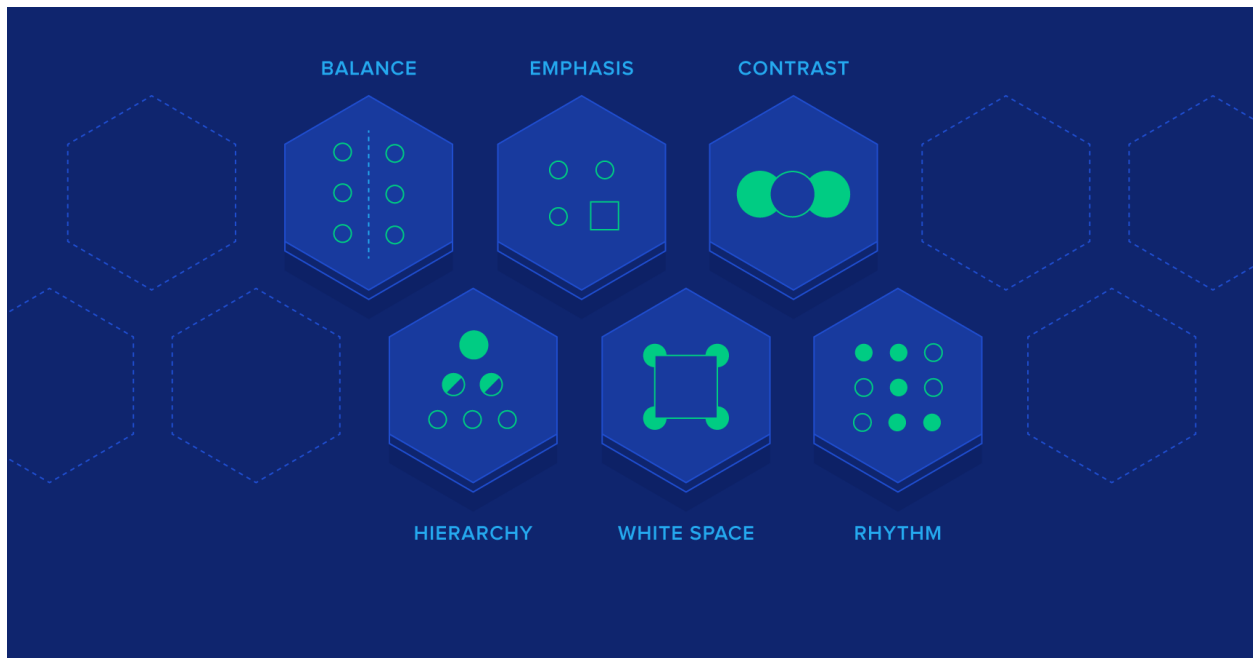 BALANCE
EMPHASIS
CONTRAST
HIERARCHY
WHITE SPACE
RHYTHM